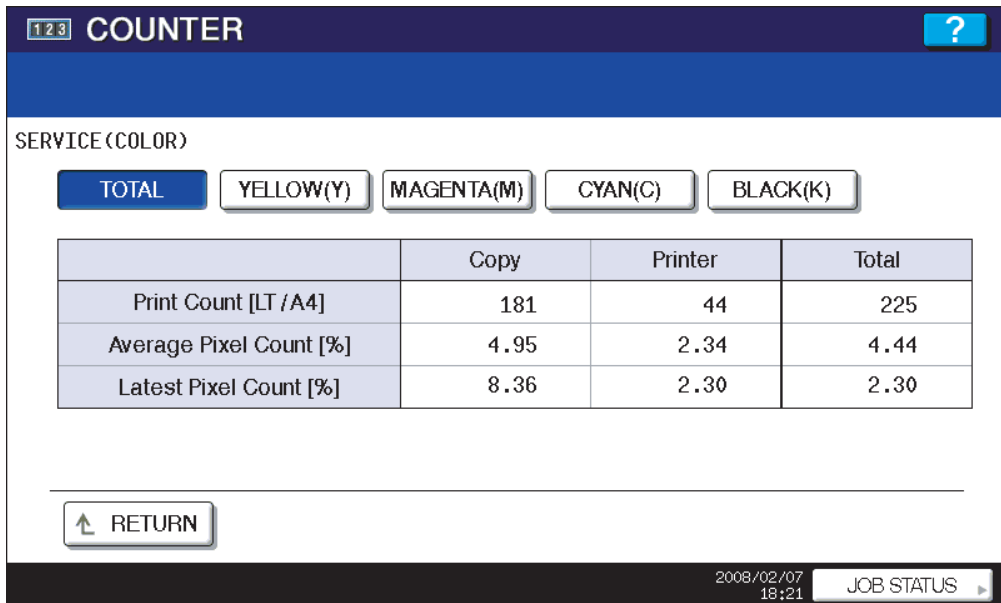 123 COUNTER ?
SERVICE(COLOR)
TOTAL YELLOW(Y) MAGENTA(M) CYAN(C) BLACK(K)
Copy Printer Total
Print Count [LT/A4] 181 44 225
Average Pixel Count [%] 4.95 2.34 4.44
Latest Pixel Count [%] 8.36 2.30 2.30
RETURN
2008/02/07
18:21 JOB STATUS